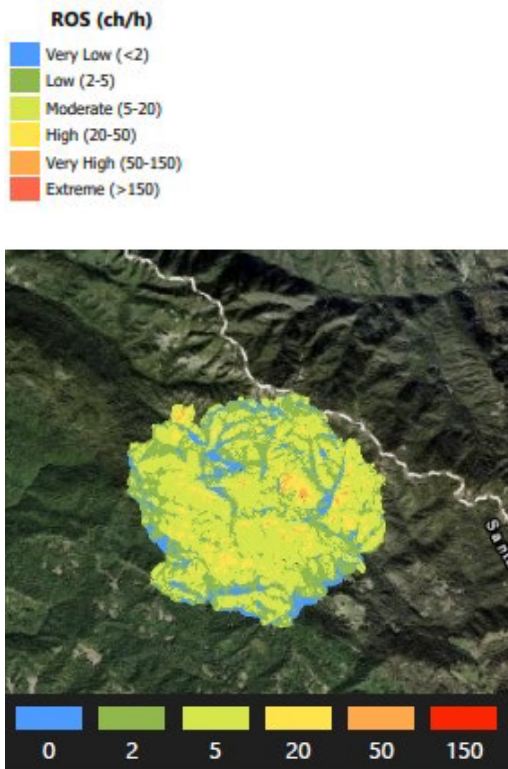 ROS (ch/h)
Very Low (<2)
Low (2-5)
Moderate (5-20)
High (20-50)
Very High (50-150)
Extreme (>150)
0 2 5 20 50 150